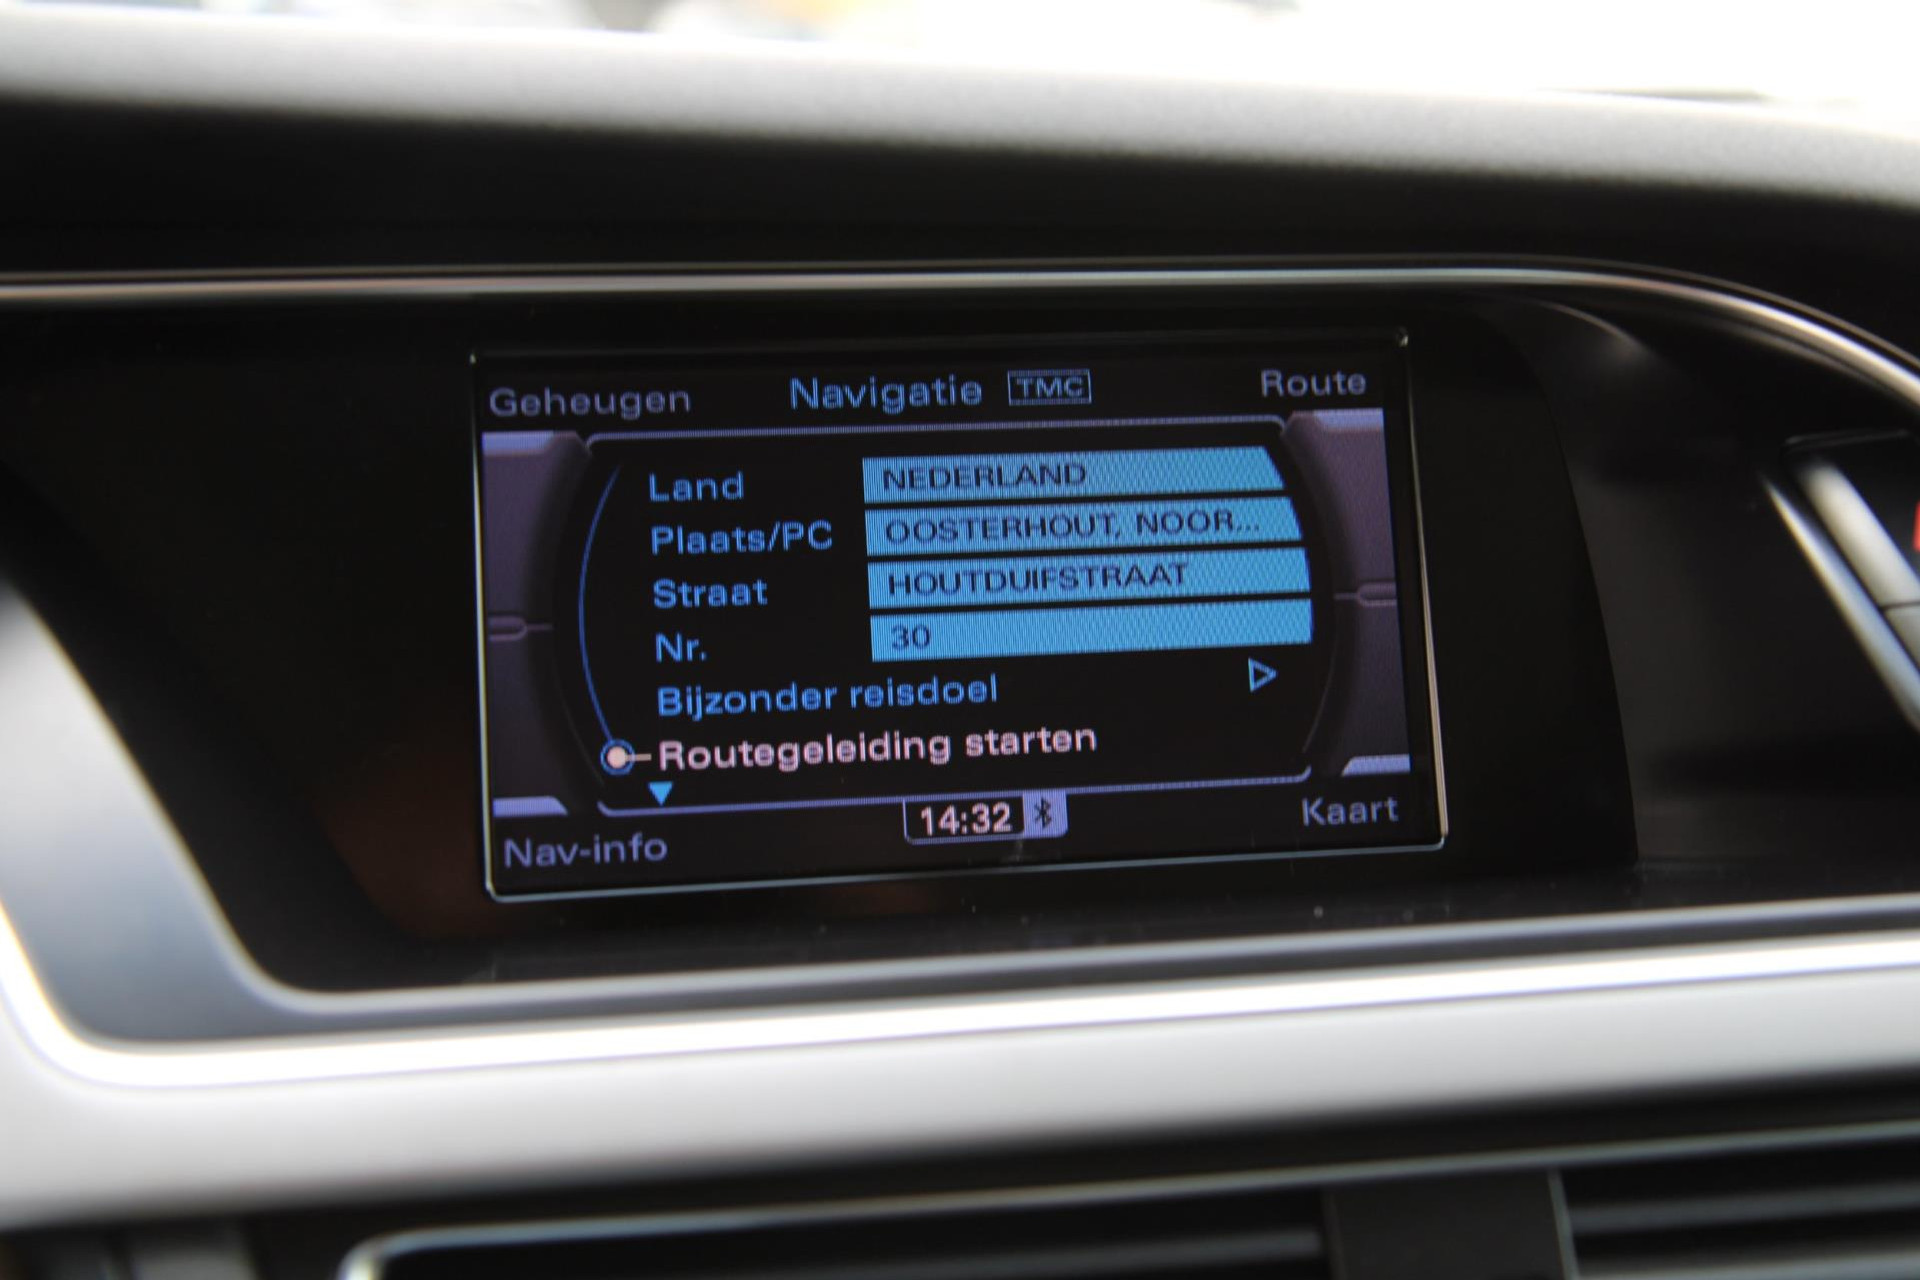 Geheugen Navigatie TMC Route
Land NEDERLAND
Plaats/PC OOSTERHOUT, NOOR...
Straat HOUTDUIFSTRAAT
Nr. 30
Bijzonder reisdoel
Routegeleiding starten
14:32
Nav-info Kaart